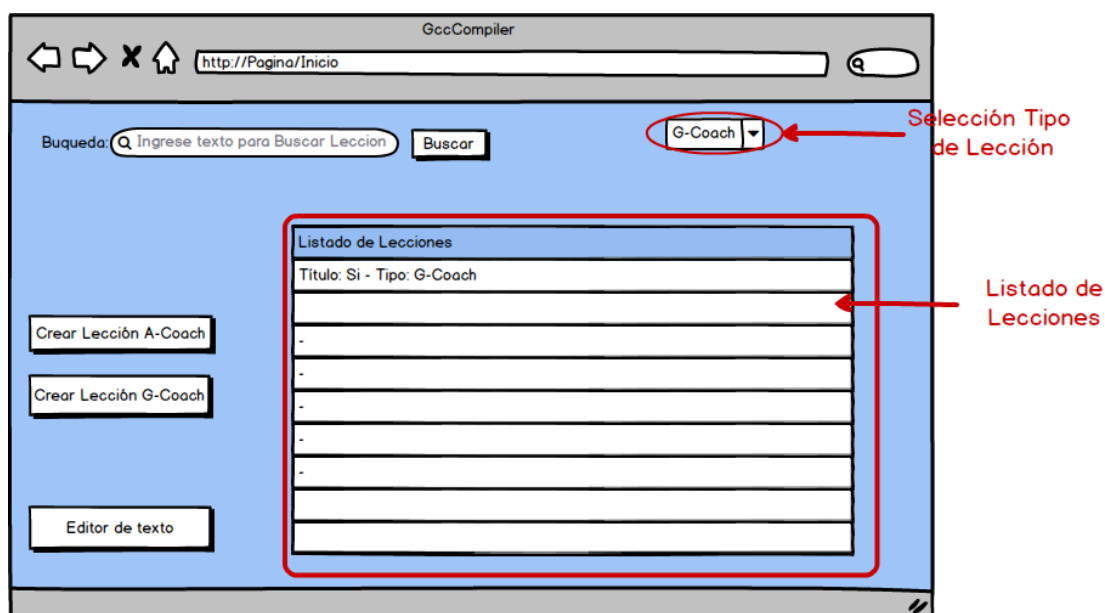 GccCompiler
http://Pagina/Inicio
Buqueda: Ingrese texto para Buscar Leccion
Buscar
G-Coach
Selección Tipo
de Lección
Listado de Lecciones
Título: Si - Tipo: G-Coach
-
-
-
-
-
Listado de
Lecciones
Crear Lección A-Coach
Crear Lección G-Coach
Editor de texto